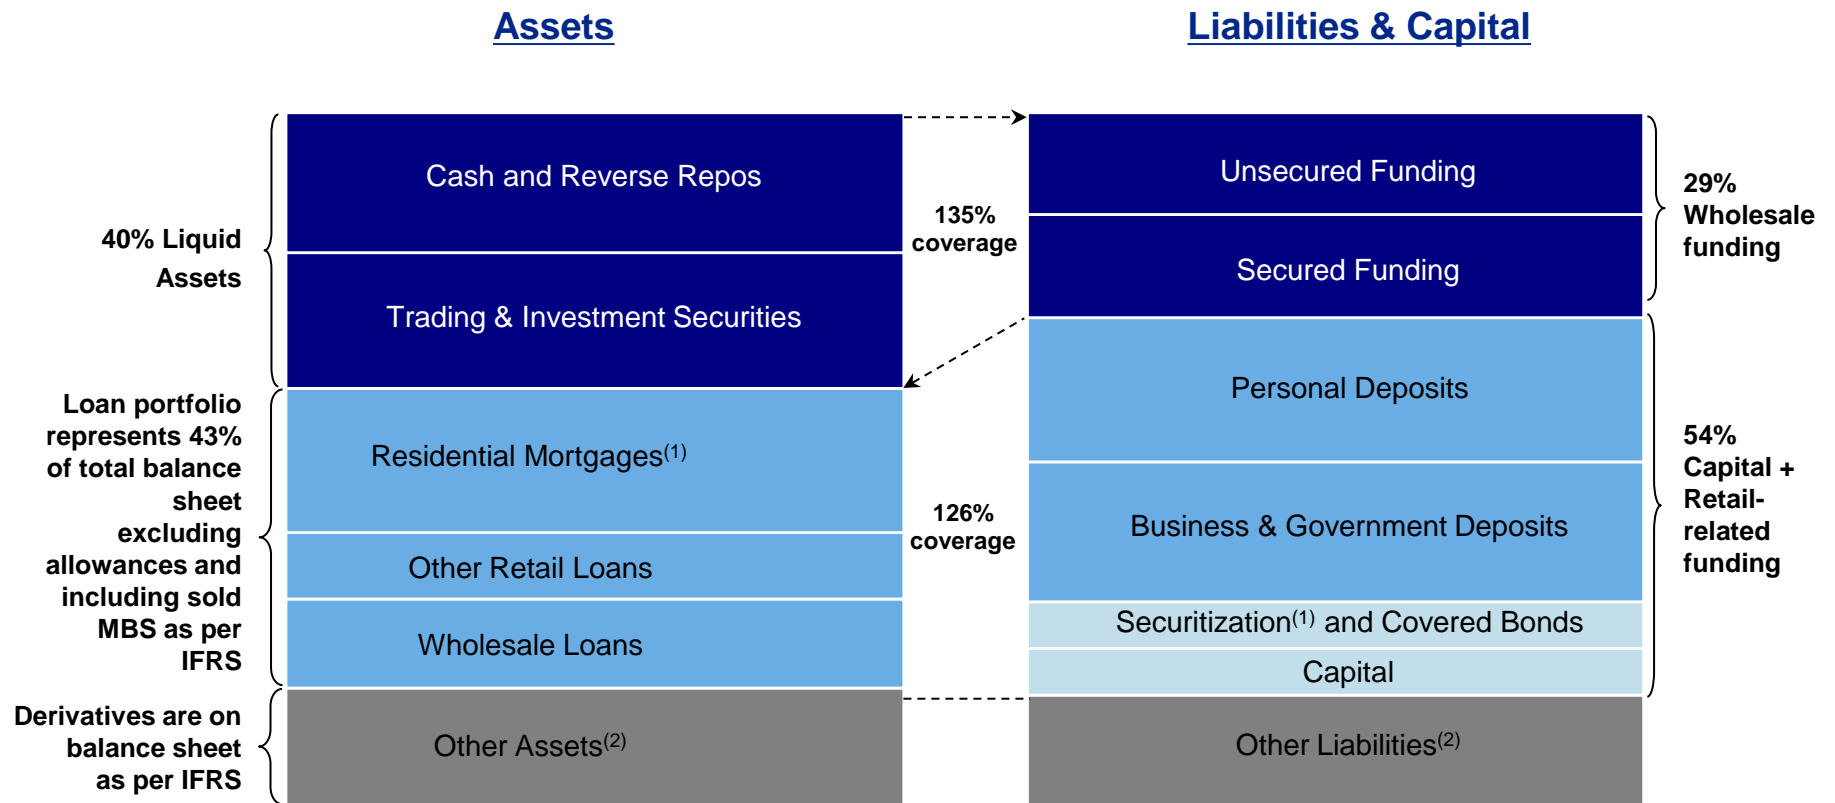 Assets
Liabilities & Capital
40% Liquid
Assets
Cash and Reverse Repos
Trading & Investment Securities
135%
coverage
Unsecured Funding
Secured Funding
29%
Wholesale
funding
Loan portfolio
represents 43%
of total balance
sheet
excluding
allowances and
including sold
MBS as per
IFRS
Residential Mortgages(1)
Other Retail Loans
Wholesale Loans
126%
coverage
Personal Deposits
Business & Government Deposits
Securitization(1) and Covered Bonds
Capital
54%
Capital +
Retail-
related
funding
Derivatives are on
balance sheet
as per IFRS
Other Assets(2)
Other Liabilities(2)